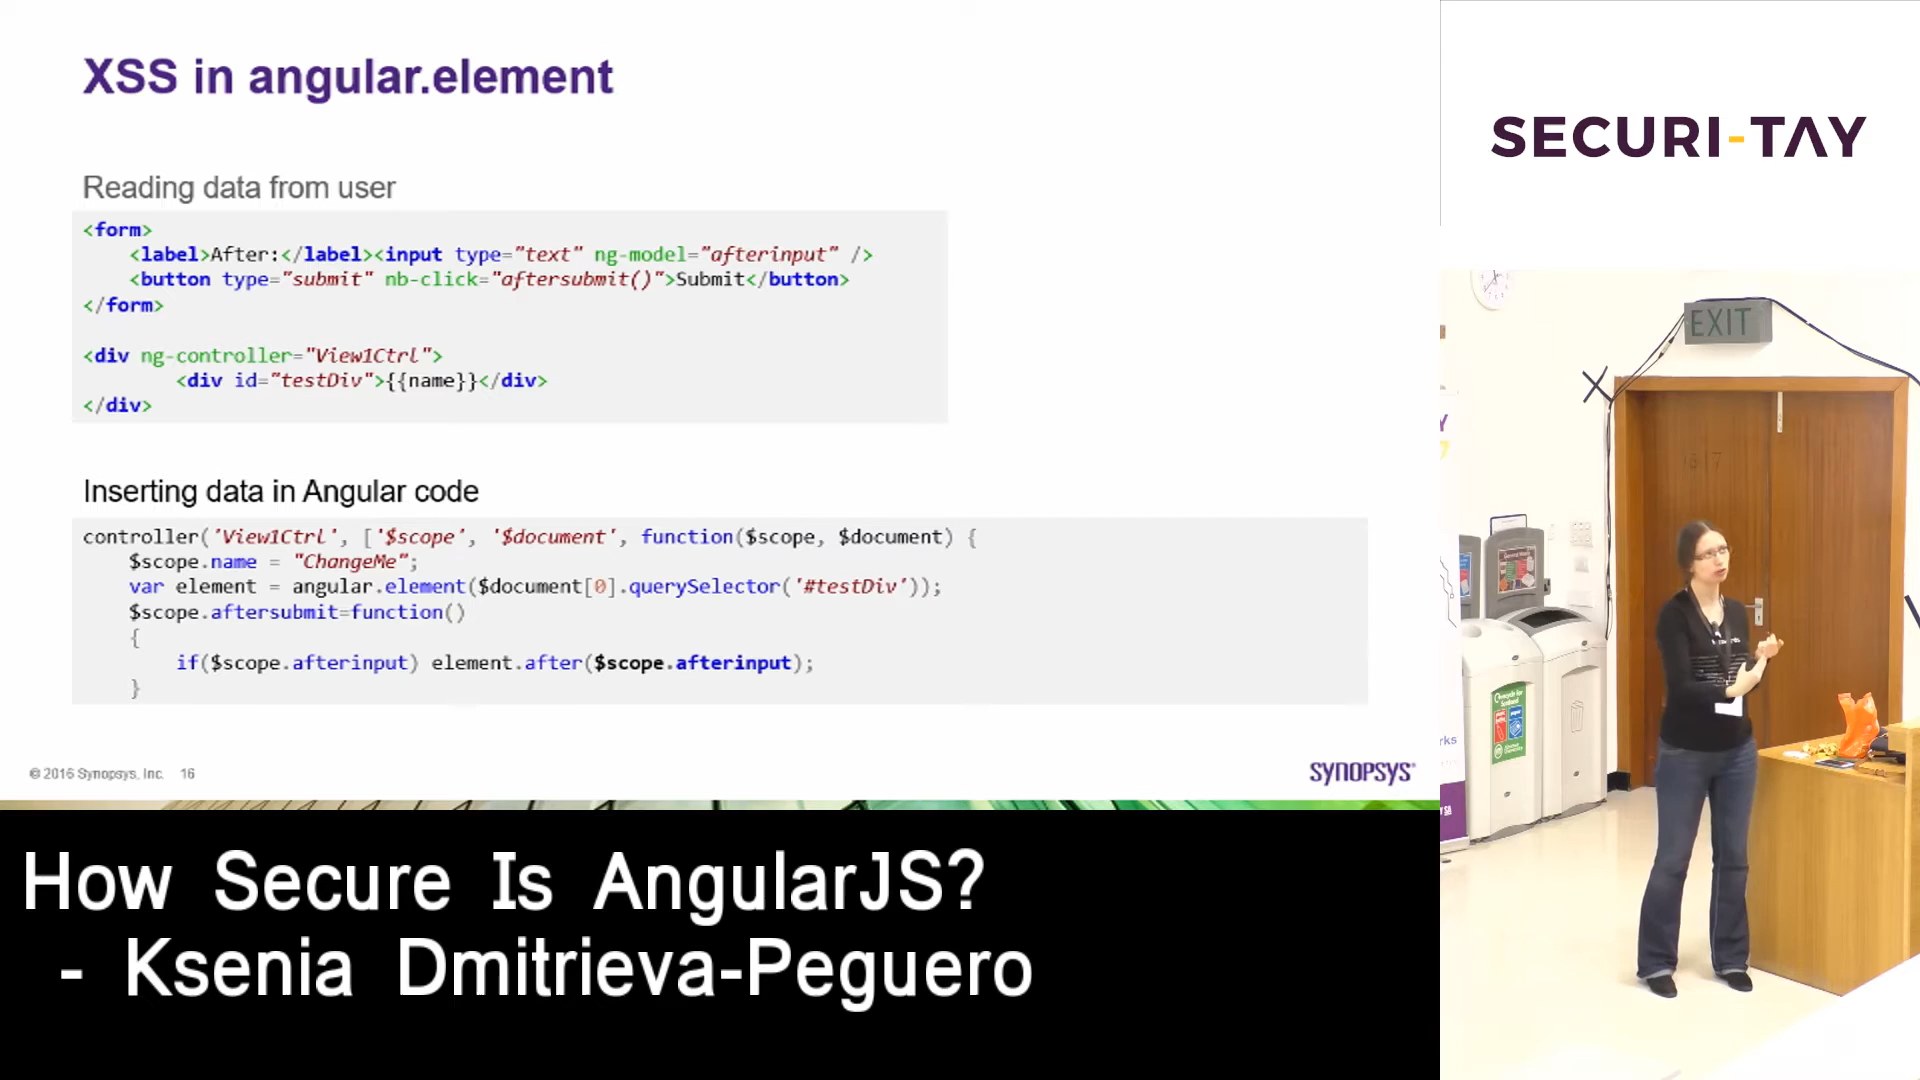 XSS in angular.element
Reading data from user
<form>
<label>After:</label><input type="text" ng-model="afterinput" />
<button type="submit" nb-click="aftersubmit()">Submit</button>
</form>
<div ng-controller="View1Ctrl">
<div id="testDiv">{{name}}</div>
</div>
Inserting data in Angular code
controller('View1Ctrl', ['$scope', '$document', function($scope, $document) {
$scope.name = "ChangeMe";
var element = angular.element($document[0].querySelector('#testDiv'));
$scope.aftersubmit=function()
{
if($scope.afterinput) element.after($scope.afterinput);
}
© 2016 Synopsys, Inc. 16
SYNOPSYS®
How Secure Is AngularJS?
- Ksenia Dmitrieva-Peguero
SECURI-TAY
EXIT